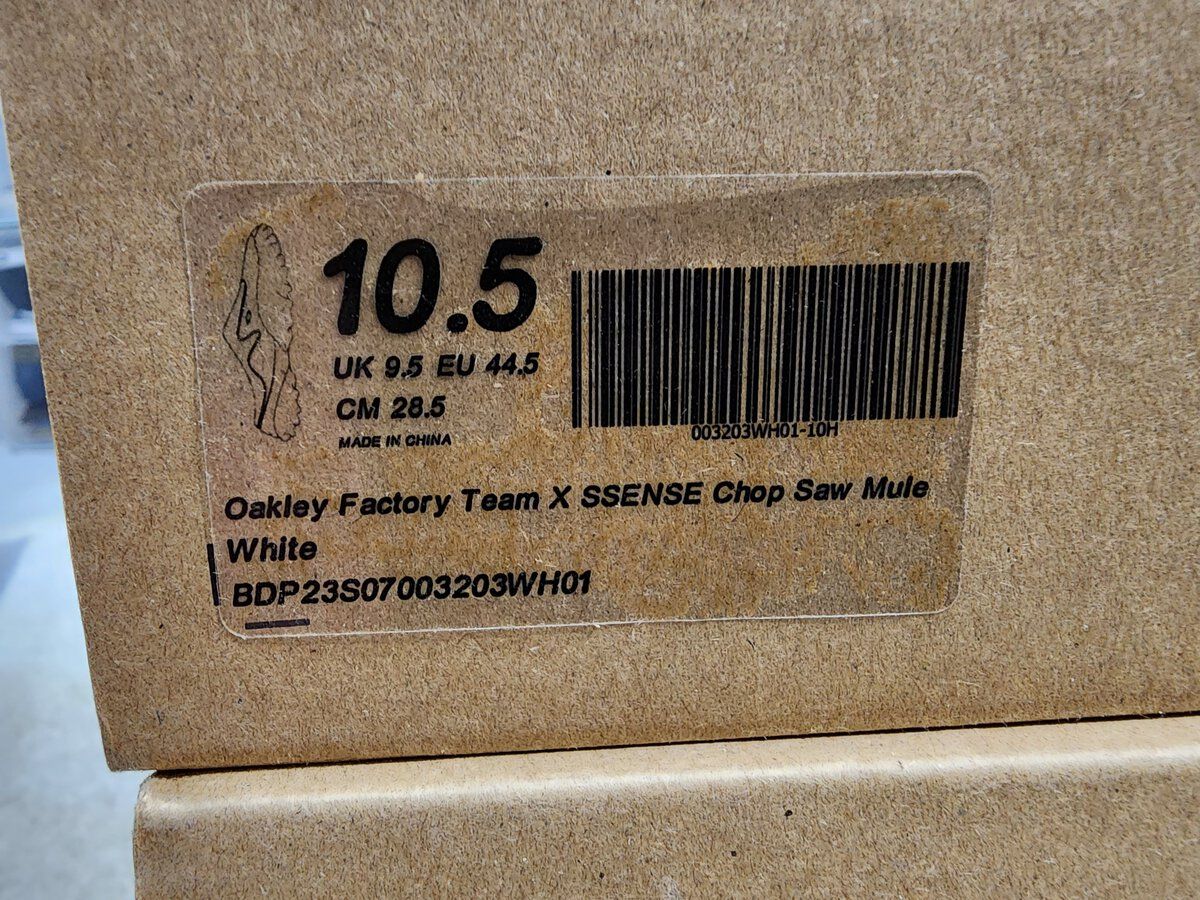 10.5
UK 9.5 EU 44.5
CM 28.5
MADE IN CHINA
003203WH01-10H
Oakley Factory Team X SSENSE Chop Saw Mule
White
BDP23S07003203WH01